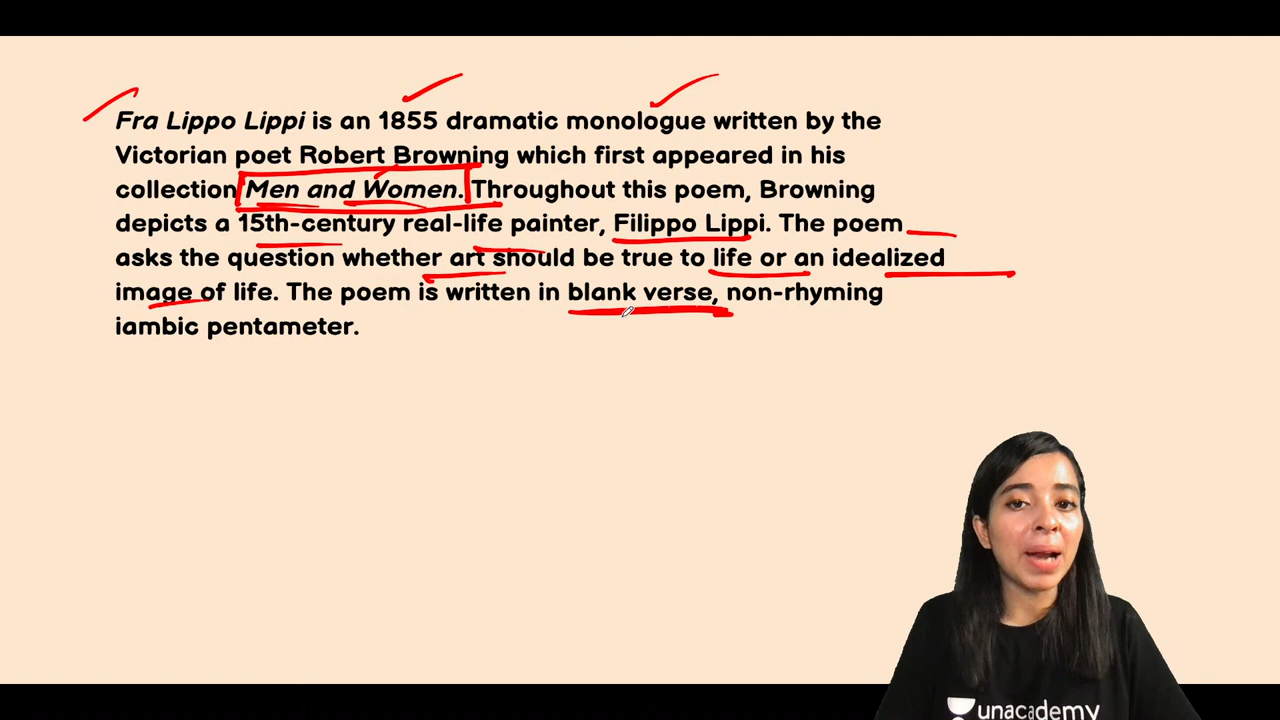 Fra Lippo Lippi is an 1855 dramatic monologue written by the
Victorian poet Robert Browning which first appeared in his
collection Men and Women. Throughout this poem, Browning
depicts a 15th-century real-life painter, Filippo Lippi. The poem
asks the question whether art should be true to life or an idealized
image of life. The poem is written in blank verse, non-rhyming
iambic pentameter.
unacademy